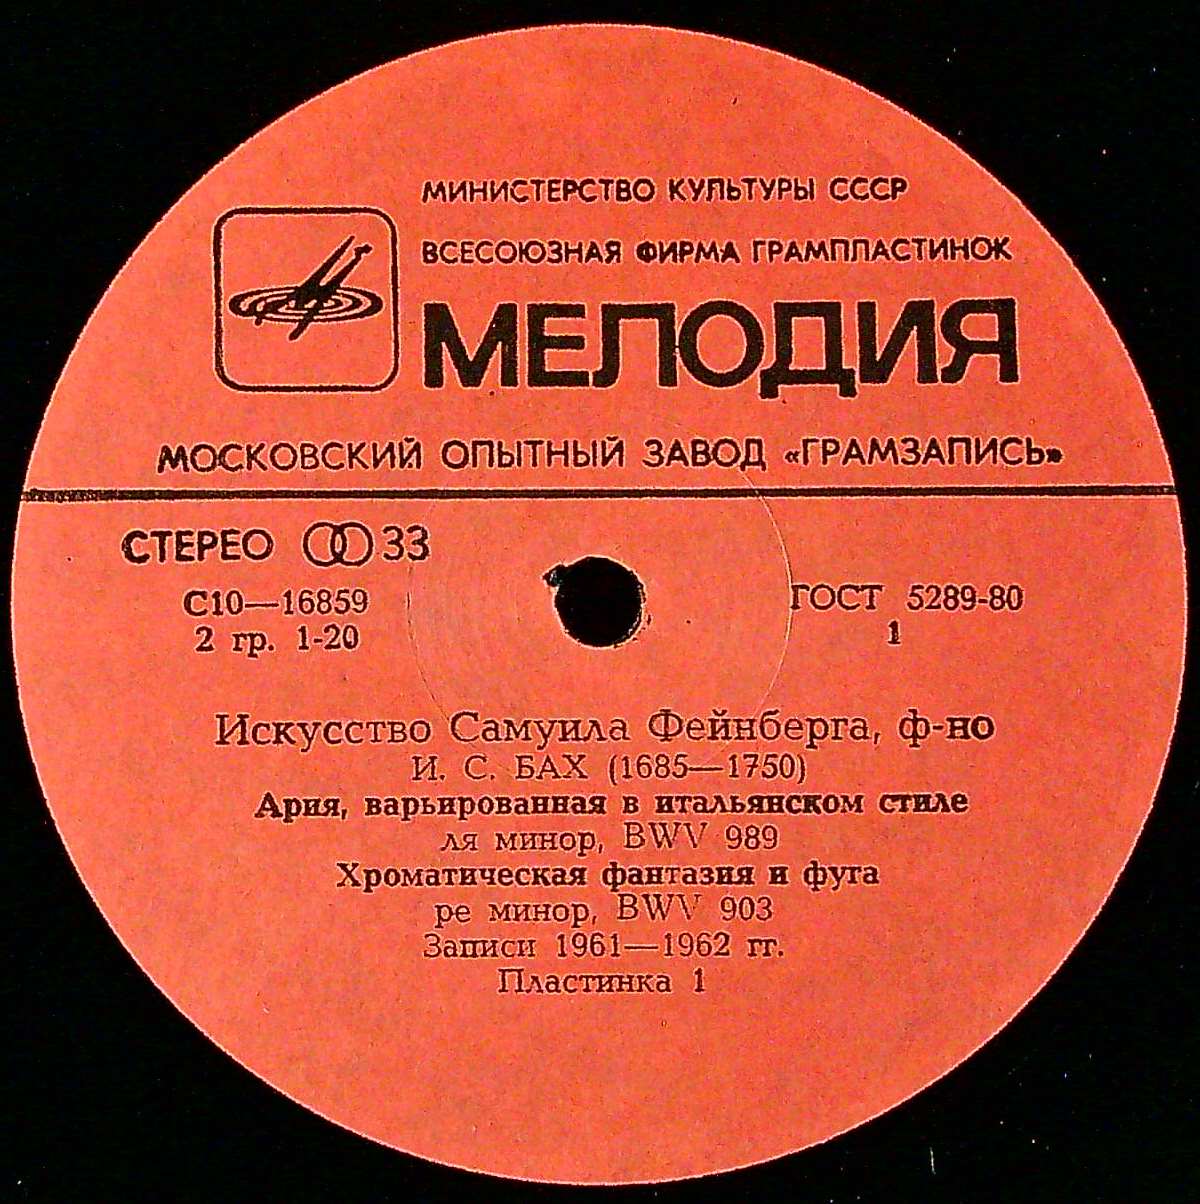 МИНИСТЕРСТВО КУЛЬТУРЫ СССР
ВСЕСОЮЗНАЯ ФИРМА ГРАМПЛАСТИНОК
МЕЛОДИЯ
МОСКОВСКИЙ ОПЫТНЫЙ ЗАВОД «ГРАМЗАПИСЬ»
СТЕРЕО 33
С10—16859
2 гр. 1-20
ГОСТ 5289-80
1
Искусство Самуила Фейнберга, ф-но
И. С. БАХ (1685—1750)
Ария, варьированная в итальянском стиле
ля минор, BWV 989
Хроматическая фантазия и фуга
ре минор, BWV 903
Записи 1961—1962 гг.
Пластинка 1